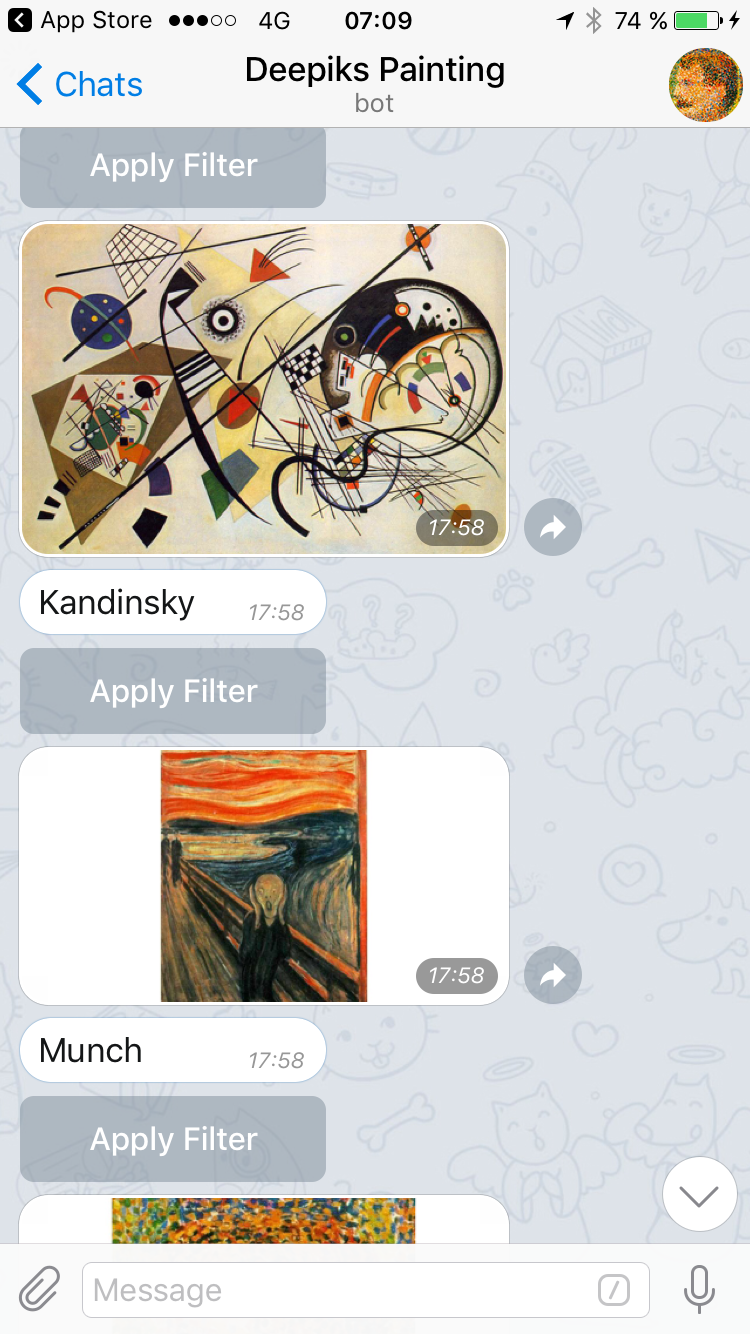 App Store 4G 07:09 74 %
Chats Deepiks Painting
bot
Apply Filter
17:58
Kandinsky 17:58
Apply Filter
17:58
Munch 17:58
Apply Filter
Message